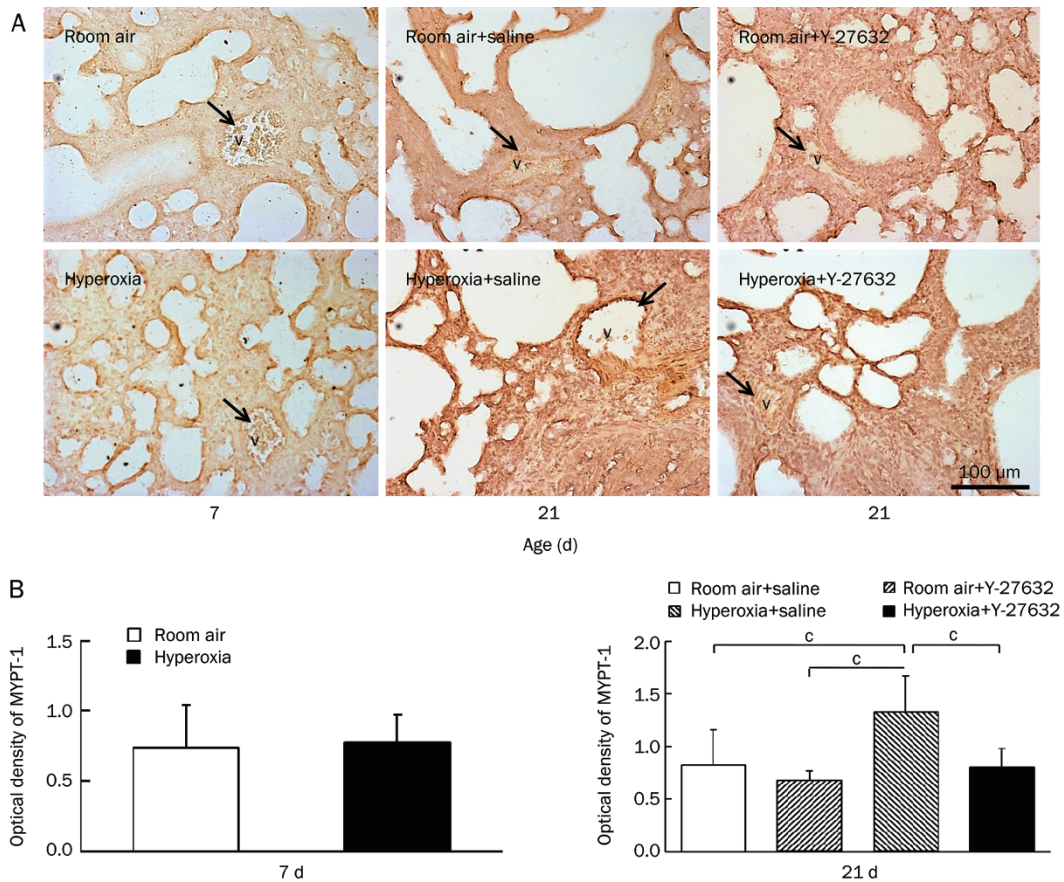 A
Room air
Room air+saline
Room air+Y-27632
V
V
V
Hyperoxia
Hyperoxia+saline
Hyperoxia+Y-27632
V
V
V
100 μm
7
21
21
Age (d)
B
Room air
Hyperoxia
Optical density of MYPT-1
1.5
1.0
0.5
0.0
7 d
Room air+saline
Room air+Y-27632
Hyperoxia+saline
Hyperoxia+Y-27632
Optical density of MYPT-1
2.0
1.5
1.0
0.5
0.0
c
c
c
21 d